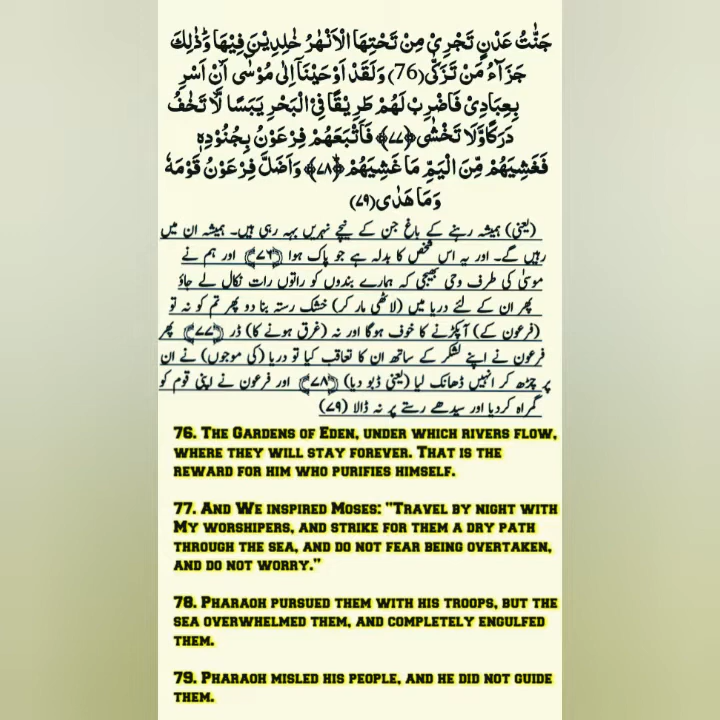 جَنّٰتُ عَدْنٍ تَجْرِیْ مِنْ تَحْتِهَا الْاَنْهٰرُ خٰلِدِیْنَ فِیْهَا ؕ وَذٰلِكَ
جَزٰٓؤُا مَنْ تَزَكّٰی (76) وَلَقَدْ اَوْحَیْنَاۤ اِلٰی مُوْسٰۤی اَنْ اَسْرِ
بِعِبَادِیْ فَاضْرِبْ لَهُمْ طَرِیْقًا فِی الْبَحْرِ یَبَسًا لَّا تَخٰفُ
دَرَكًا وَّلَا تَخْشٰی ﴿۷۷﴾ فَاَتْبَعَهُمْ فِرْعَوْنُ بِجُنُوْدِهٖ
فَغَشِیَهُمْ مِّنَ الْیَمِّ مَا غَشِیَهُمْ ﴿۷۸﴾ وَاَضَلَّ فِرْعَوْنُ قَوْمَهٗ
وَمَا هَدٰی (۷۹)
(یعنی) ہمیشہ رہنے کے باغ جن کے نیچے نہریں بہہ رہی ہیں۔ ہمیشہ ان میں
رہیں گے۔ اور یہ اس شخص کا بدلہ ہے جو پاک ہوا ﴿۷۶﴾ اور ہم نے
موسیٰ کی طرف وحی بھیجی کہ ہمارے بندوں کو راتوں رات نکال لے جاؤ
پھر ان کے لئے دریا میں (لاٹھی مار کر) خشک رستہ بنا دو پھر تم کو نہ تو
(فرعون کے) آپکڑنے کا خوف ہوگا اور نہ (غرق ہونے کا) ڈر ﴿۷۷﴾ پھر
فرعون نے اپنے لشکر کے ساتھ ان کا تعاقب کیا تو دریا (کی موجوں) نے ان
پر چڑھ کر انہیں ڈھانک لیا (یعنی ڈبو دیا) ﴿۷۸﴾ اور فرعون نے اپنی قوم کو
گمراہ کردیا اور سیدھے رستے پر نہ ڈالا (۷۹)
76. The Gardens of Eden, under which rivers flow,
where they will stay forever. That is the
reward for him who purifies himself.
77. And We inspired Moses: "Travel by night with
My worshipers, and strike for them a dry path
through the sea, and do not fear being overtaken,
and do not worry."
78. Pharaoh pursued them with his troops, but the
sea overwhelmed them, and completely engulfed
them.
79. Pharaoh misled his people, and he did not guide
them.